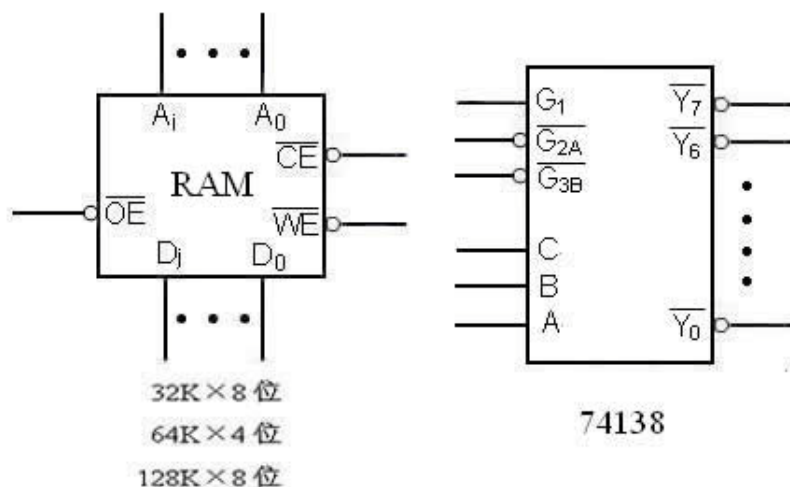 Ai A0
CE
RAM
OE
WE
Dj D0
32K×8位
64K×4位
128K×8位
G1 Y7
G2A Y6
G3B
C
B
A Y0
74138